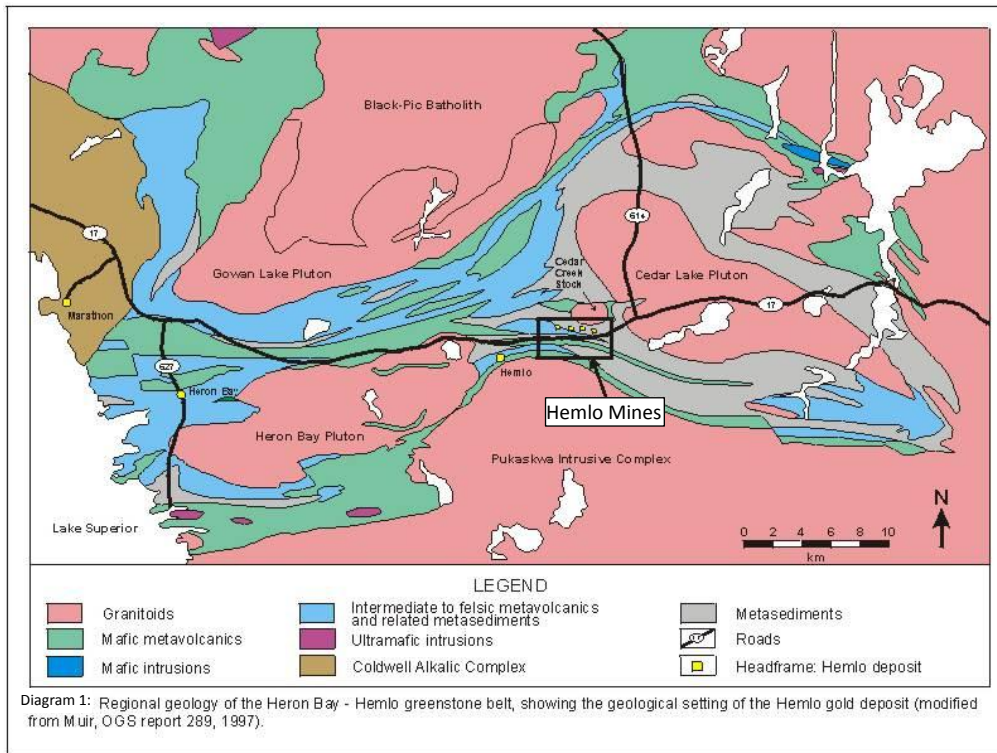 Black-Pic Batholith
614
17
Gowan Lake Pluton
Cedar
Creek
Stock
Cedar Lake Pluton
17
Marathon
627
Heron Bay
Hemlo
Hemlo Mines
Heron Bay Pluton
Pukaskwa Intrusive Complex
Lake Superior
N
0 2 4 6 8 10
km
LEGEND
Granitoids
Mafic metavolcanics
Mafic intrusions
Intermediate to felsic metavolcanics
and related metasediments
Ultramafic intrusions
Coldwell Alkalic Complex
Metasediments
Roads
Headframe: Hemlo deposit
Diagram 1: Regional geology of the Heron Bay - Hemlo greenstone belt, showing the geological setting of the Hemlo gold deposit (modified
from Muir, OGS report 289, 1997).